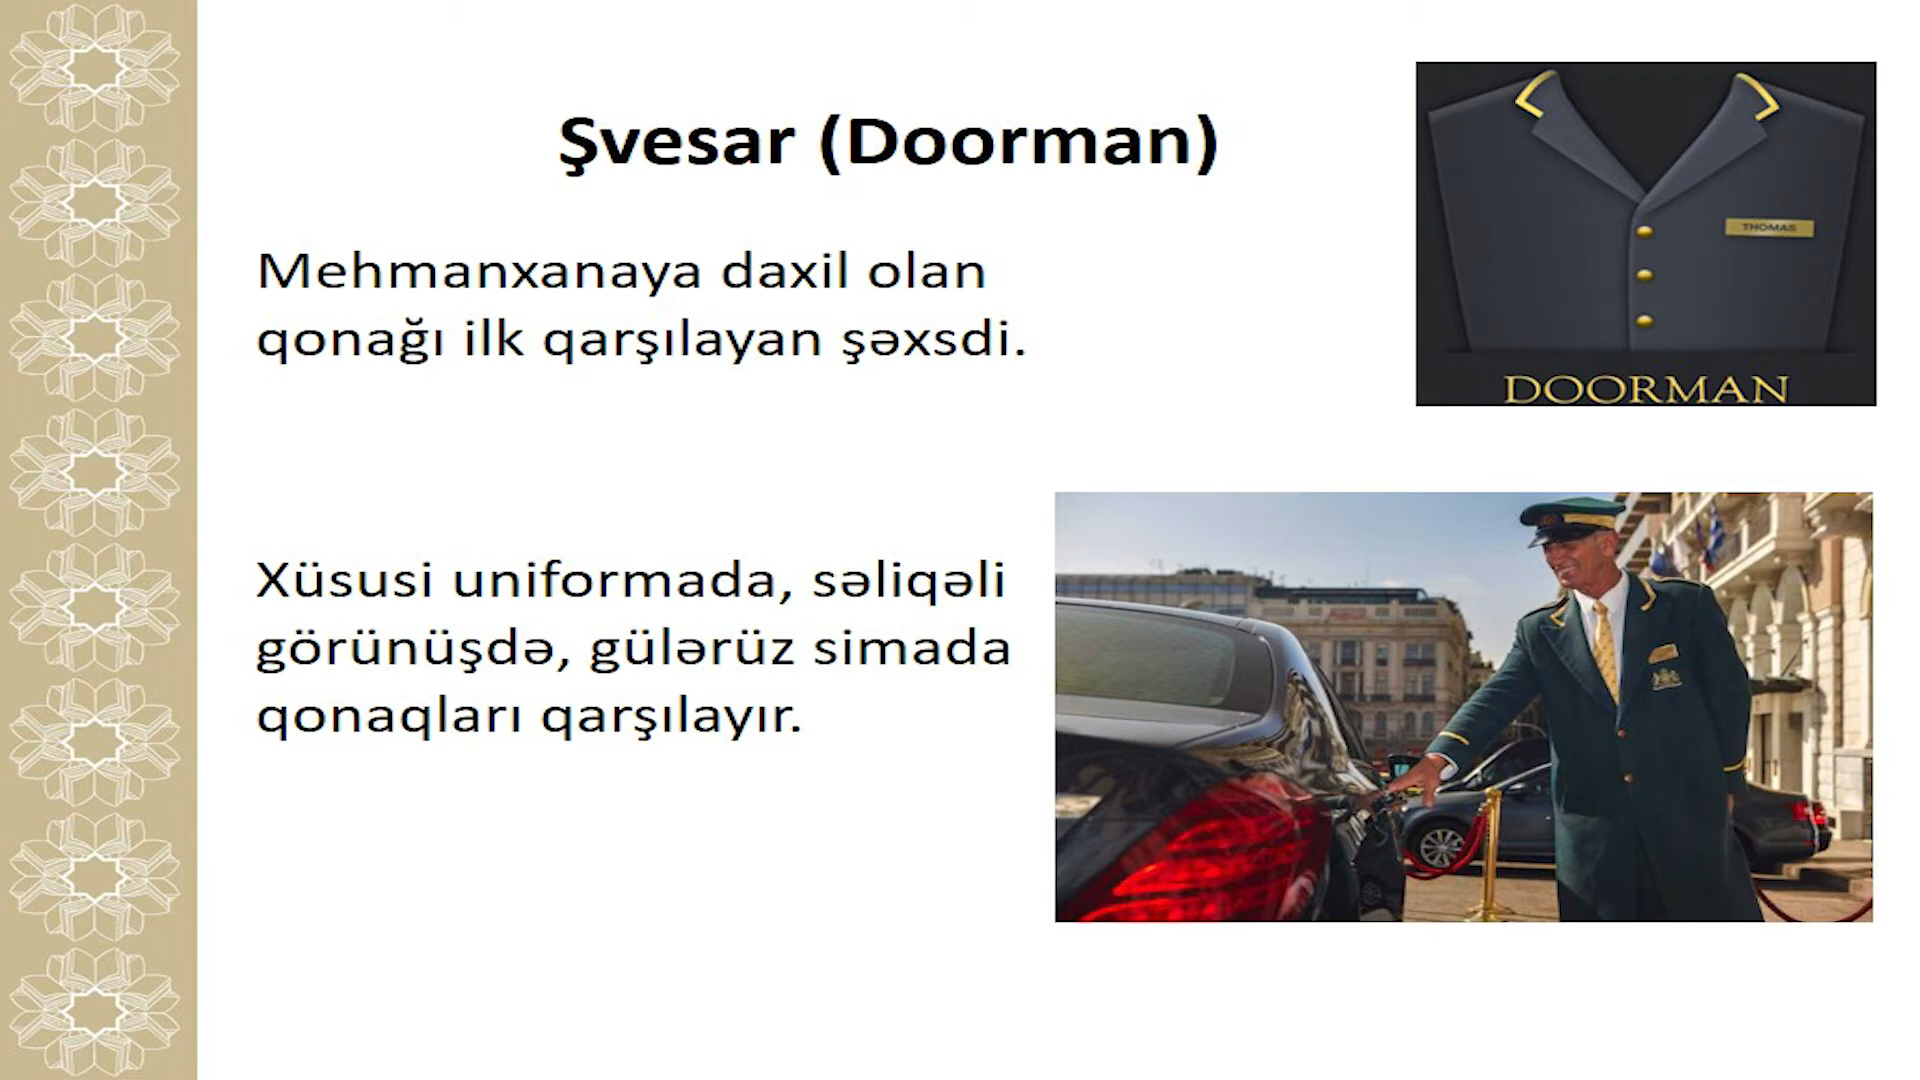 Şvesar (Doorman)
Mehmanxanaya daxil olan
qonağı ilk qarşılayan şəxsdi.
THOMAS
DOORMAN
Xüsusi uniformada, səliqəli
görünüşdə, gülərüz simada
qonaqları qarşılayır.